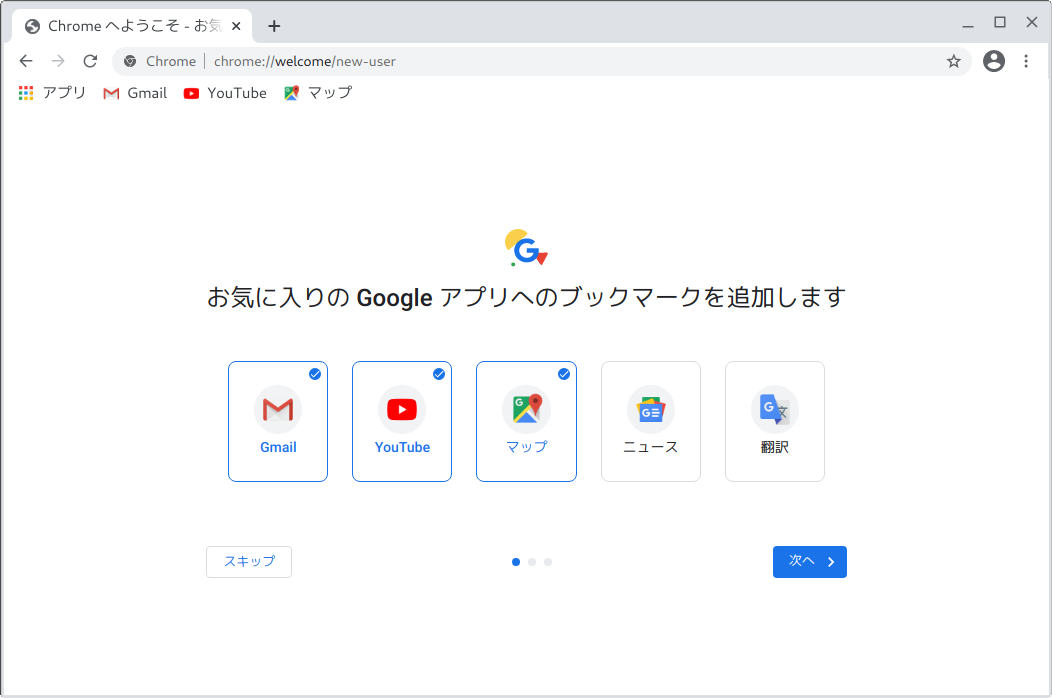 Chrome へようこそ - お気
Chrome | chrome://welcome/new-user
アプリ Gmail YouTube マップ
お気に入りの Google アプリへのブックマークを追加します
Gmail YouTube マップ ニュース 翻訳
スキップ 次へ